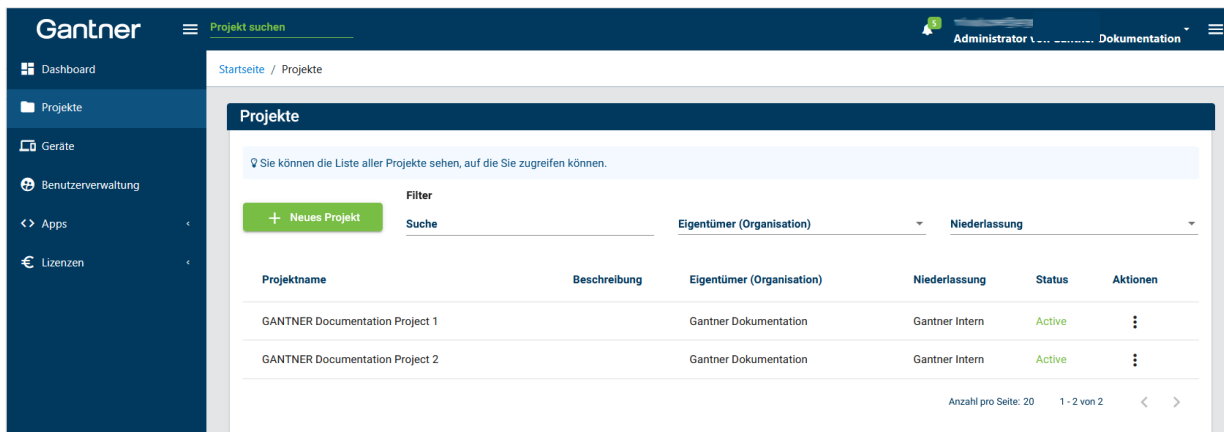 Gantner
Projekt suchen
5
Administrator Dokumentation
Dashboard
Startseite / Projekte
Projekte
Projekte
Geräte
Sie können die Liste aller Projekte sehen, auf die Sie zugreifen können.
Benutzerverwaltung
Filter
+ Neues Projekt
Suche
Eigentümer (Organisation)
Niederlassung
<> Apps
€ Lizenzen
Projektname Beschreibung Eigentümer (Organisation) Niederlassung Status Aktionen
GANTNER Documentation Project 1 Gantner Dokumentation Gantner Intern Active
GANTNER Documentation Project 2 Gantner Dokumentation Gantner Intern Active
Anzahl pro Seite: 20 1 - 2 von 2 < >